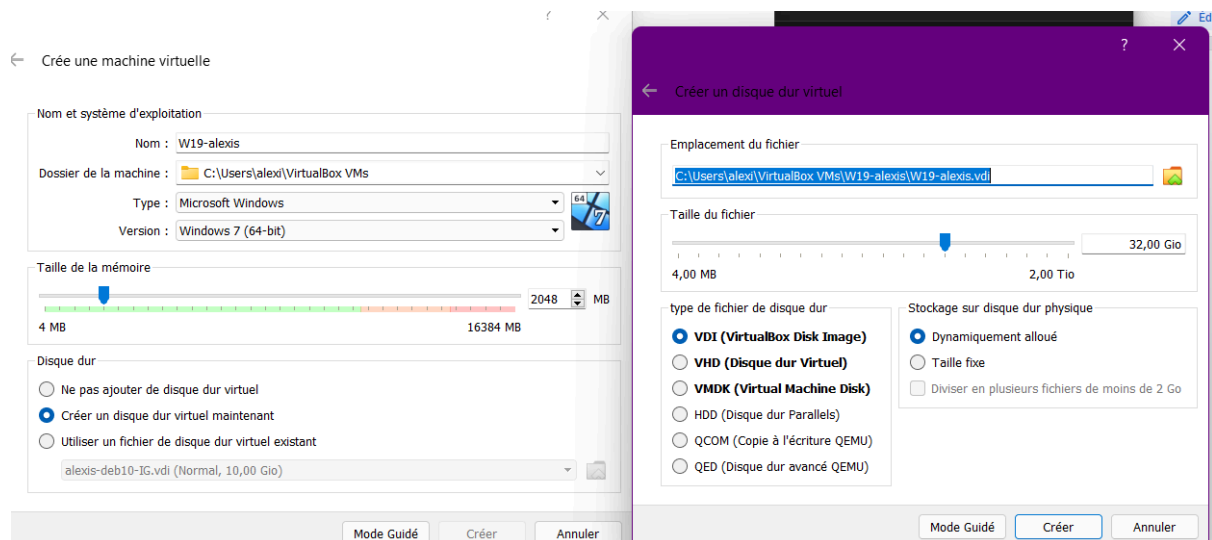 ? ×
← Crée une machine virtuelle
Nom et système d'exploitation
Nom : W19-alexis
Dossier de la machine : C:\Users\alexi\VirtualBox VMs
Type : Microsoft Windows
64
7
Version : Windows 7 (64-bit)
Taille de la mémoire
2048 MB
4 MB 16384 MB
Disque dur
Ne pas ajouter de disque dur virtuel
Créer un disque dur virtuel maintenant
Utiliser un fichier de disque dur virtuel existant
alexis-deb10-IG.vdi (Normal, 10,00 Gio)
Mode Guidé Créer Annuler
Éd
? ×
← Créer un disque dur virtuel
Emplacement du fichier
C:\Users\alexi\VirtualBox VMs\W19-alexis\W19-alexis.vdi
Taille du fichier
32,00 Gio
4,00 MB 2,00 Tio
type de fichier de disque dur
VDI (VirtualBox Disk Image)
VHD (Disque dur Virtuel)
VMDK (Virtual Machine Disk)
HDD (Disque dur Parallels)
QCOM (Copie à l'écriture QEMU)
QED (Disque dur avancé QEMU)
Stockage sur disque dur physique
Dynamiquement alloué
Taille fixe
Diviser en plusieurs fichiers de moins de 2 Go
Mode Guidé Créer Annuler